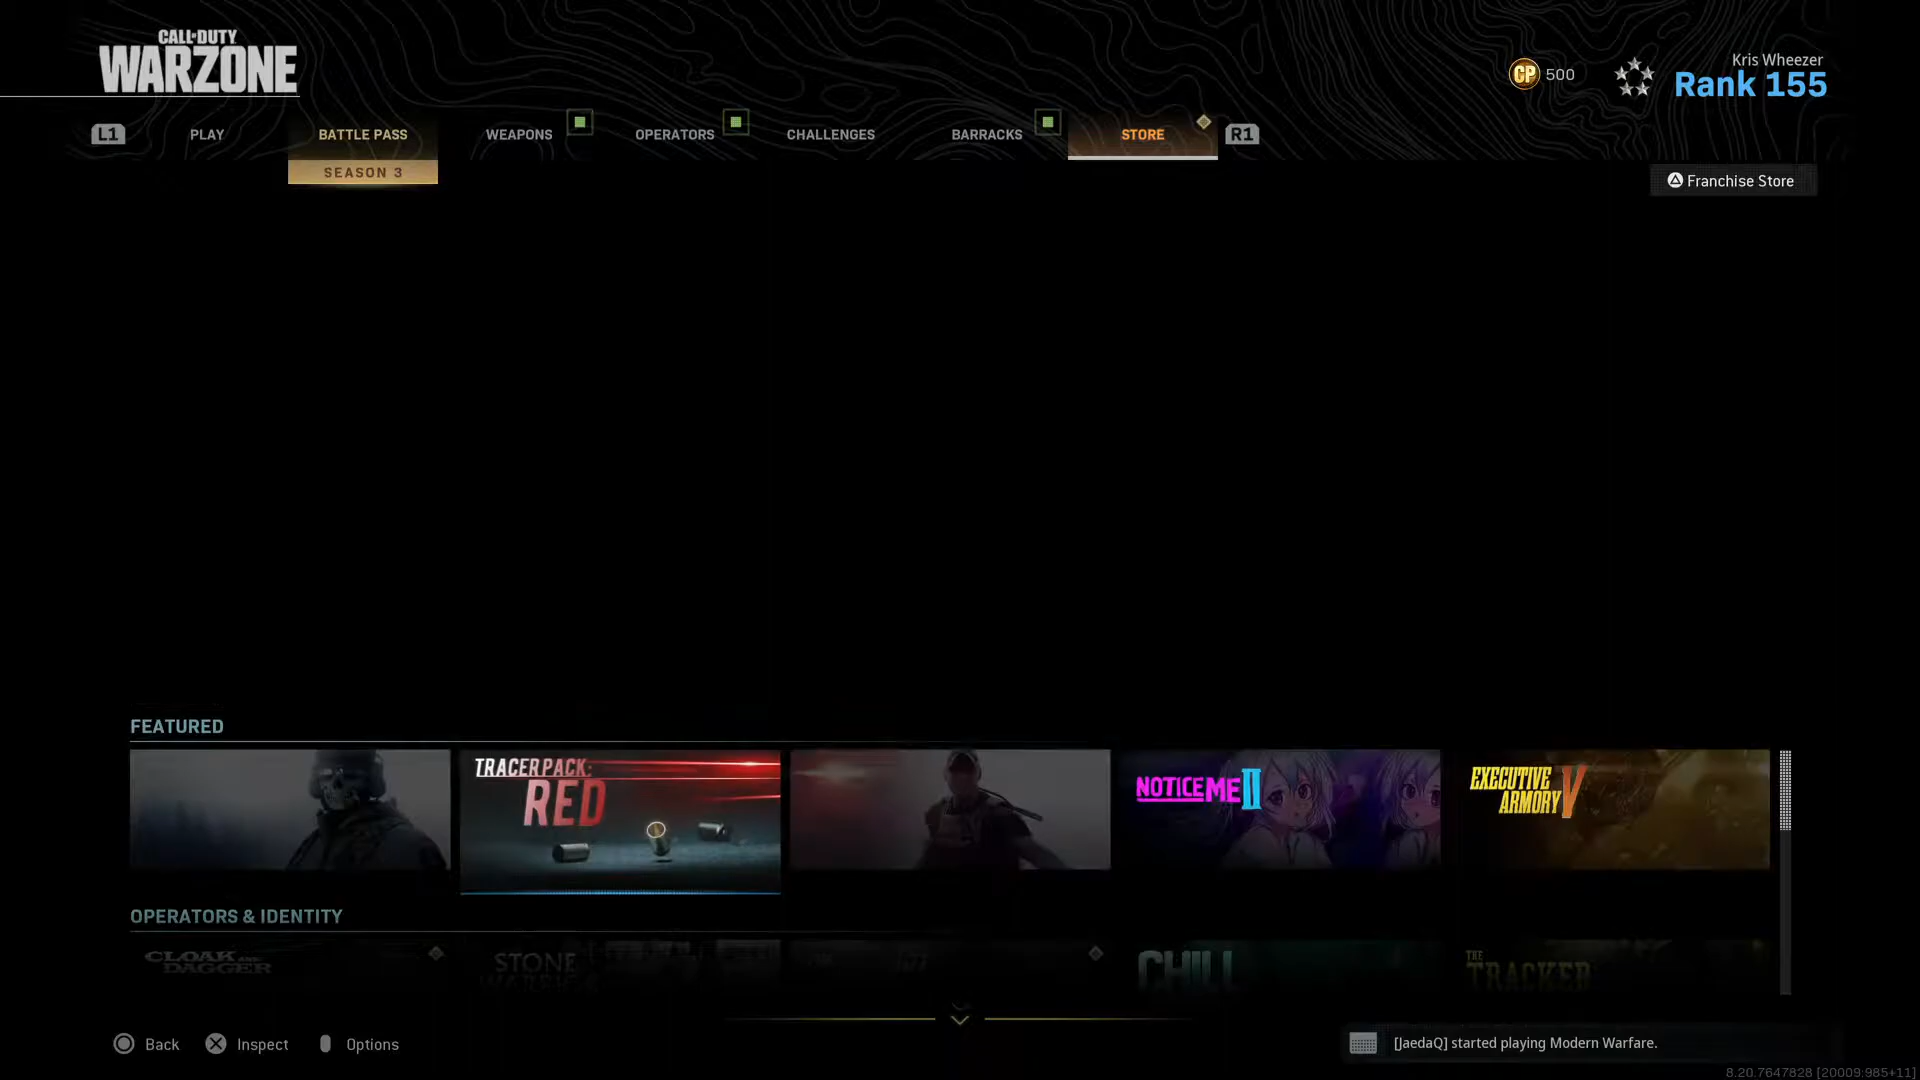 CALL OF DUTY
WARZONE
CP 500
Kris Wheezer
Rank 155
L1
PLAY
BATTLE PASS
WEAPONS
OPERATORS
CHALLENGES
BARRACKS
STORE
R1
SEASON 3
Franchise Store
FEATURED
TRACER PACK:
RED
NOTICE ME II
EXECUTIVE
ARMORY V
OPERATORS & IDENTITY
CLOAK AND
DAGGER
STONE
CHILL
THE
TRACKER
Back
Inspect
Options
[JaedaQ] started playing Modern Warfare.
8.20.7647828 [20009:985+11]